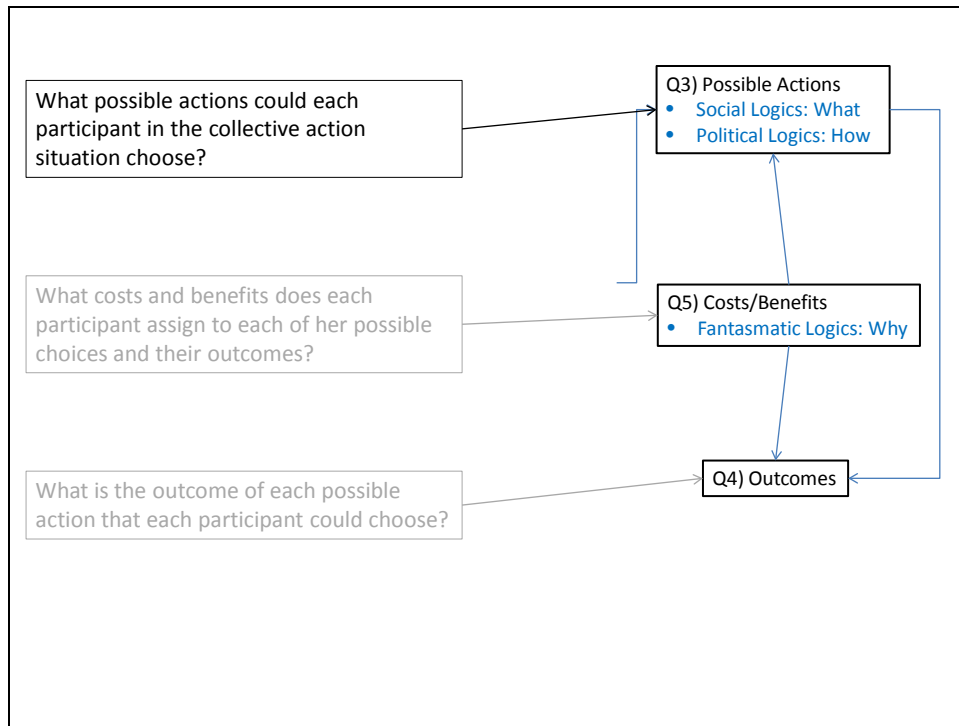 What possible actions could each
participant in the collective action
situation choose?
Q3) Possible Actions
• Social Logics: What
• Political Logics: How
What costs and benefits does each
participant assign to each of her possible
choices and their outcomes?
Q5) Costs/Benefits
• Fantasmatic Logics: Why
What is the outcome of each possible
action that each participant could choose?
Q4) Outcomes